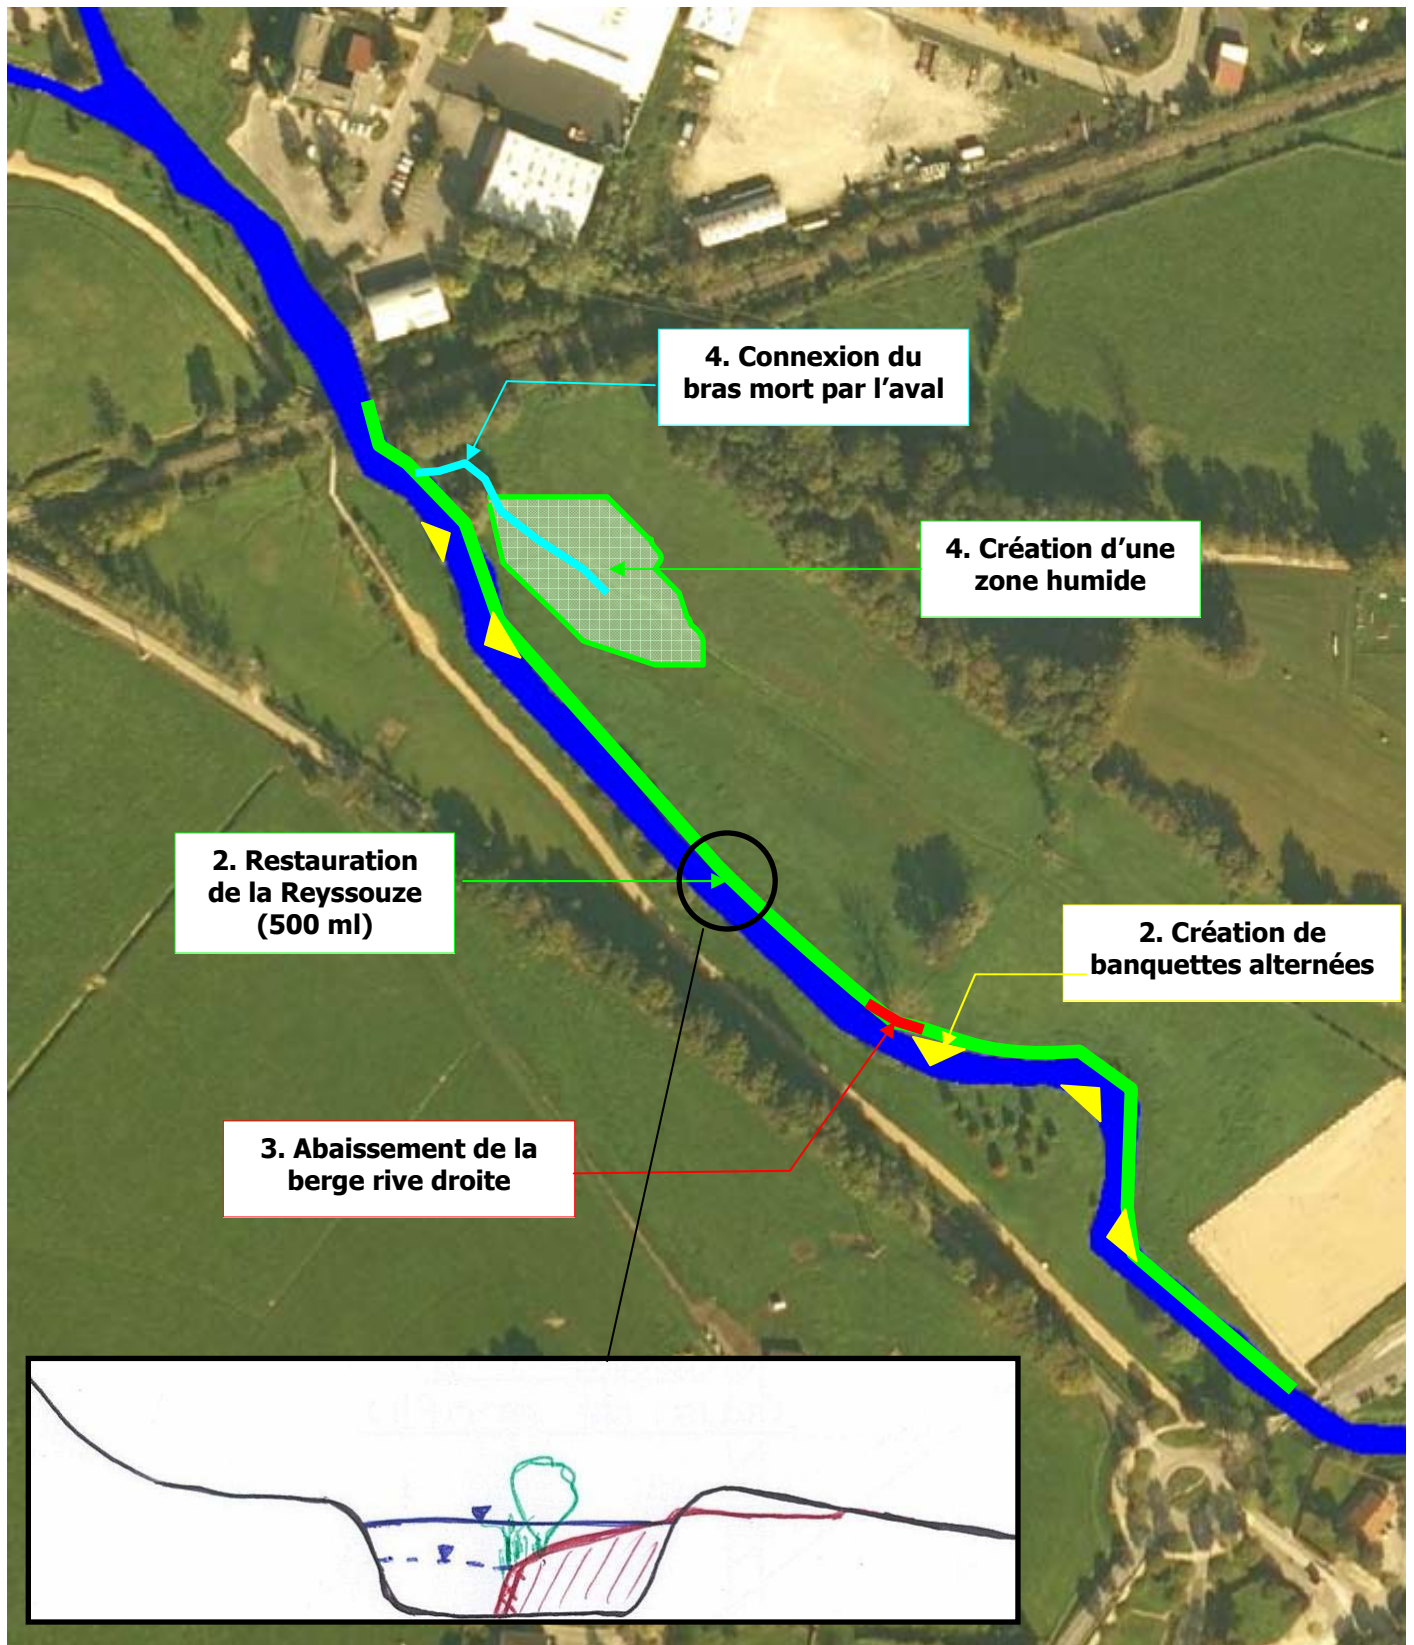 4. Connexion du
bras mort par l’aval
4. Création d’une
zone humide
2. Restauration
de la Reyssouze
(500 ml)
2. Création de
banquettes alternées
3. Abaissement de la
berge rive droite